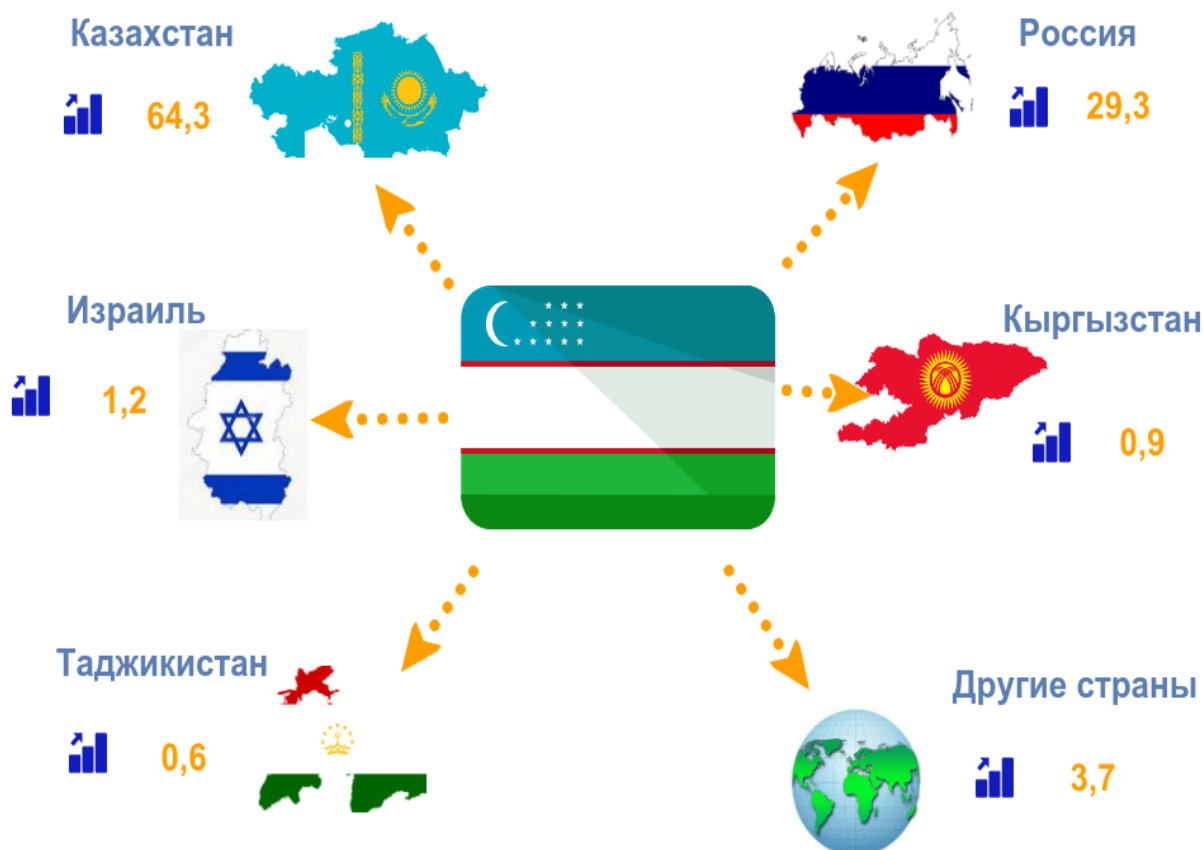 Казахстан
64,3
Россия
29,3
Израиль
1,2
Кыргызстан
0,9
Таджикистан
0,6
Другие страны
3,7